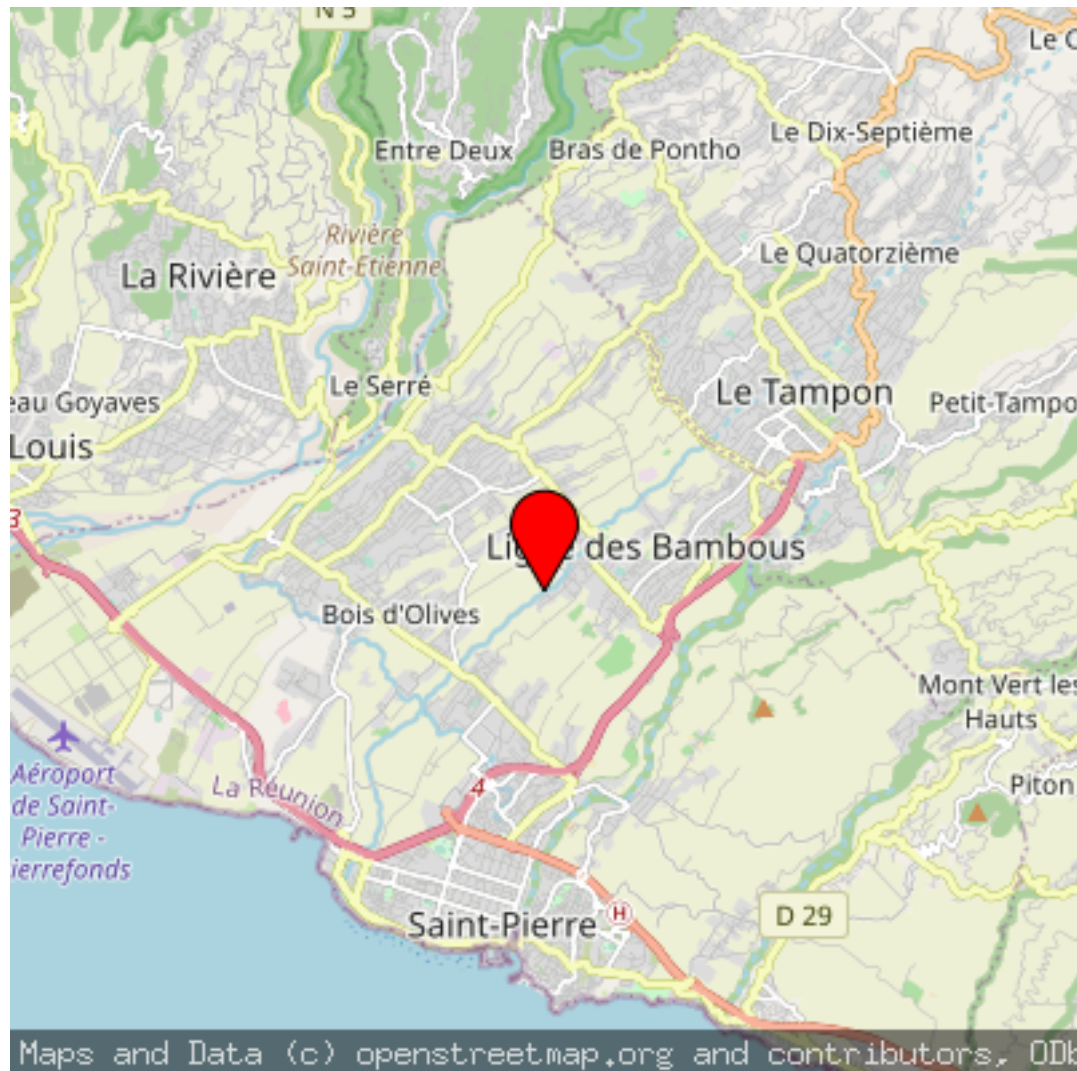 N 5
Le C
Le Dix-Septième
Entre Deux
Bras de Pontho
Rivière
Saint-Étienne
Le Quatorzième
La Rivière
Le Serré
Le Tampon
eau Goyaves
Petit-Tampo
Louis
3
Ligne des Bambous
Bois d'Olives
Mont Vert les
Hauts
Aéroport
de Saint-
Pierre -
ierrefonds
La Réunion
4
Piton
Saint-Pierre
H
D 29
Maps and Data (c) openstreetmap.org and contributors, ODb